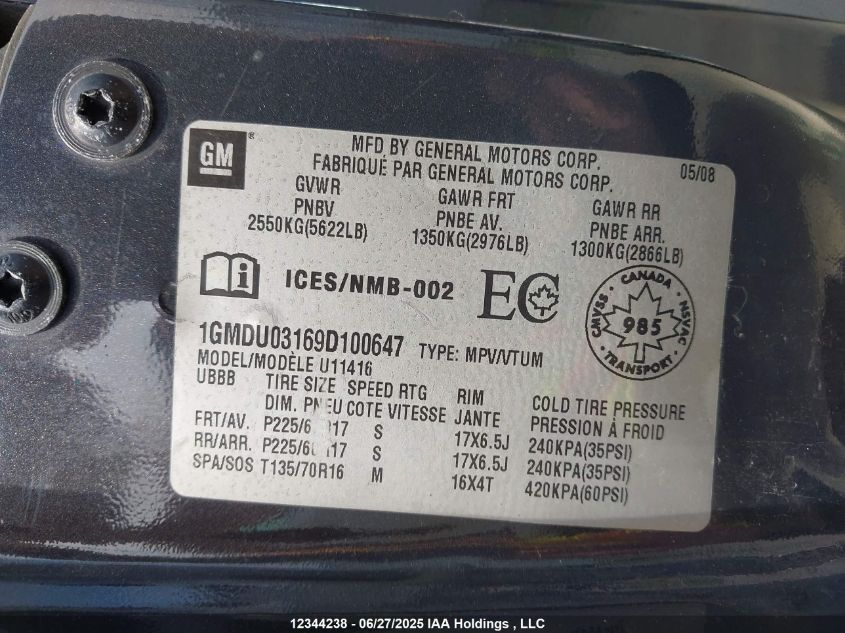 GM
MFD BY GENERAL MOTORS CORP.
FABRIQUÉ PAR GENERAL MOTORS CORP.
05/08
GVWR
PNBV
2550KG(5622LB)
GAWR FRT
PNBE AV.
1350KG(2976LB)
GAWR RR
PNBE ARR.
1300KG(2866LB)
ICES/NMB-002
EC
CANADA
CMVSS
NSVAC
985
TRANSPORT
1GMDU03169D100647 TYPE: MPV/VTUM
MODEL/MODÈLE U11416
UBBB TIRE SIZE SPEED RTG RIM COLD TIRE PRESSURE
DIM. PNEU COTE VITESSE JANTE PRESSION À FROID
FRT/AV. S 17X6.5J 240KPA(35PSI)
RR/ARR. S 17X6.5J 240KPA(35PSI)
SPA/SOS T135/70R16 M 16X4T 420KPA(60PSI)
12344238 - 06/27/2025 IAA Holdings , LLC